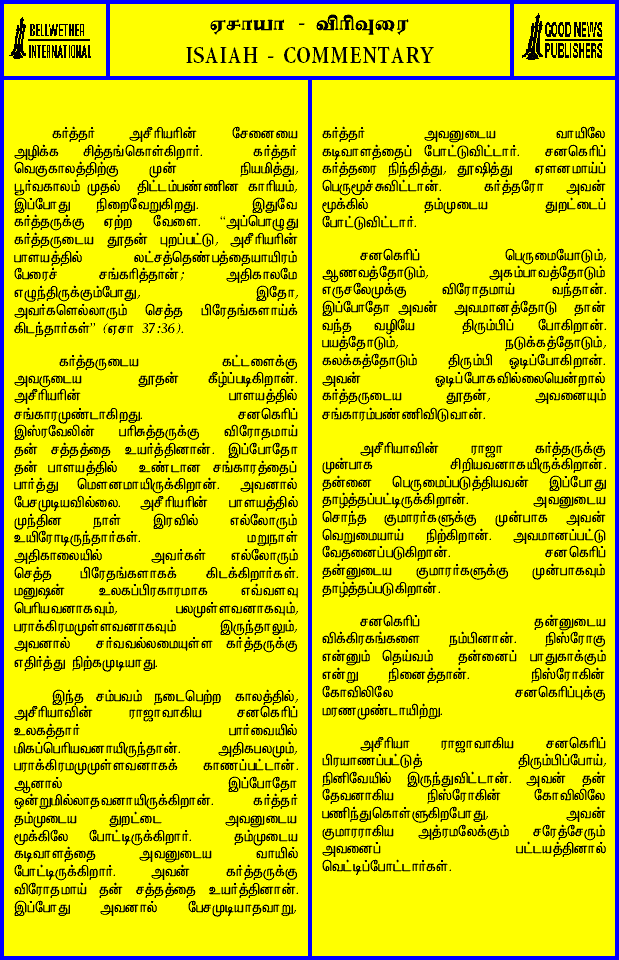 BELLWETHER
INTERNATIONAL
ஏசாயா - விரிவுரை
ISAIAH - COMMENTARY
GOOD NEWS
PUBLISHERS
கர்த்தர் அசீரியரின் சேனையை
அழிக்க சித்தங்கொள்கிறார். கர்த்தர்
வெகுகாலத்திற்கு முன் நியமித்து,
பூர்வகாலம் முதல் திட்டம்பண்ணின காரியம்,
இப்போது நிறைவேறுகிறது. இதுவே
கர்த்தருக்கு ஏற்ற வேளை. “அப்பொழுது
கர்த்தருடைய தூதன் புறப்பட்டு, அசீரியரின்
பாளயத்தில் லட்சத்தெண்பத்தையாயிரம்
பேரைச் சங்கரித்தான்; அதிகாலமே
எழுந்திருக்கும்போது, இதோ,
அவர்களெல்லாரும் செத்த பிரேதங்களாய்க்
கிடந்தார்கள்” (ஏசா 37:36).
கர்த்தருடைய கட்டளைக்கு
அவருடைய தூதன் கீழ்ப்படிகிறான்.
அசீரியரின் பாளயத்தில்
சங்காரமுண்டாகிறது. சனகெரிப்
இஸ்ரவேலின் பரிசுத்தருக்கு விரோதமாய்
தன் சத்தத்தை உயர்த்தினான். இப்போதோ
தன் பாளயத்தில் உண்டான சங்காரத்தைப்
பார்த்து மௌனமாயிருக்கிறான். அவனால்
பேசமுடியவில்லை. அசீரியரின் பாளயத்தில்
முந்தின நாள் இரவில் எல்லோரும்
உயிரோடிருந்தார்கள். மறுநாள்
அதிகாலையில் அவர்கள் எல்லோரும்
செத்த பிரேதங்களாகக் கிடக்கிறார்கள்.
மனுஷன் உலகப்பிரகாரமாக எவ்வளவு
பெரியவனாகவும், பலமுள்ளவனாகவும்,
பராக்கிரமமுள்ளவனாகவும் இருந்தாலும்,
அவனால் சர்வவல்லமையுள்ள கர்த்தருக்கு
எதிர்த்து நிற்கமுடியாது.
இந்த சம்பவம் நடைபெற்ற காலத்தில்,
அசீரியாவின் ராஜாவாகிய சனகெரிப்
உலகத்தார் பார்வையில்
மிகப்பெரியவனாயிருந்தான். அதிகபலமும்,
பராக்கிரமமுமுள்ளவனாகக் காணப்பட்டான்.
ஆனால் இப்போதோ
ஒன்றுமில்லாதவனாயிருக்கிறான். கர்த்தர்
தம்முடைய துறட்டை அவனுடைய
மூக்கிலே போட்டிருக்கிறார். தம்முடைய
கடிவாளத்தை அவனுடைய வாயில்
போட்டிருக்கிறார். அவன் கர்த்தருக்கு
விரோதமாய் தன் சத்தத்தை உயர்த்தினான்.
இப்போது அவனால் பேசமுடியாதவாறு,
கர்த்தர் அவனுடைய வாயிலே
கடிவாளத்தைப் போட்டுவிட்டார். சனகெரிப்
கர்த்தரை நிந்தித்து, தூஷித்து ஏளனமாய்ப்
பெருமூச்சுவிட்டான். கர்த்தரோ அவன்
மூக்கில் தம்முடைய துறட்டைப்
போட்டுவிட்டார்.
சனகெரிப் பெருமையோடும்,
ஆணவத்தோடும், அகம்பாவத்தோடும்
எருசலேமுக்கு விரோதமாய் வந்தான்.
இப்போதோ அவன் அவமானத்தோடு தான்
வந்த வழியே திரும்பிப் போகிறான்.
பயத்தோடும், நடுக்கத்தோடும்,
கலக்கத்தோடும் திரும்பி ஓடிப்போகிறான்.
அவன் ஓடிப்போகவில்லையென்றால்
கர்த்தருடைய தூதன், அவனையும்
சங்காரம்பண்ணிவிடுவான்.
அசீரியாவின் ராஜா கர்த்தருக்கு
முன்பாக சிறியவனாகயிருக்கிறான்.
தன்னை பெருமைப்படுத்தியவன் இப்போது
தாழ்த்தப்பட்டிருக்கிறான். அவனுடைய
சொந்த குமாரர்களுக்கு முன்பாக அவன்
வெறுமையாய் நிற்கிறான். அவமானப்பட்டு
வேதனைப்படுகிறான். சனகெரிப்
தன்னுடைய குமாரர்களுக்கு முன்பாகவும்
தாழ்த்தப்படுகிறான்.
சனகெரிப் தன்னுடைய
விக்கிரகங்களை நம்பினான். நிஸ்ரோகு
என்னும் தெய்வம் தன்னைப் பாதுகாக்கும்
என்று நினைத்தான். நிஸ்ரோகின்
கோவிலிலே சனகெரிப்புக்கு
மரணமுண்டாயிற்று.
அசீரியா ராஜாவாகிய சனகெரிப்
பிரயாணப்பட்டுத் திரும்பிப்போய்,
நினிவேயில் இருந்துவிட்டான். அவன் தன்
தேவனாகிய நிஸ்ரோகின் கோவிலிலே
பணிந்துகொள்ளுகிறபோது, அவன்
குமாரராகிய அத்ரமலேக்கும் சரேத்சேரும்
அவனைப் பட்டயத்தினால்
வெட்டிப்போட்டார்கள்.